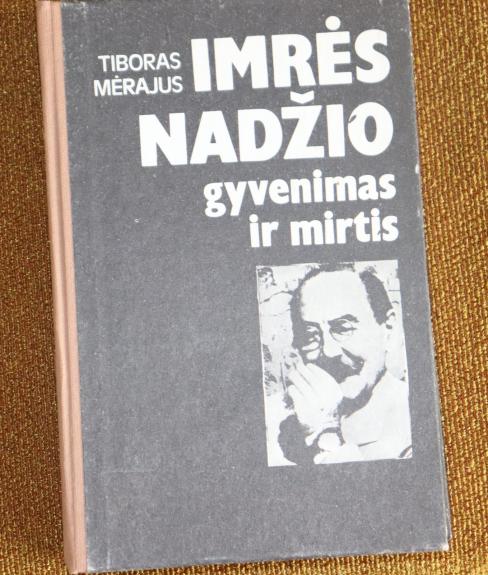 TIBORAS
MĖRAJUS
IMRĖS
NADŽIO
gyvenimas
ir mirtis